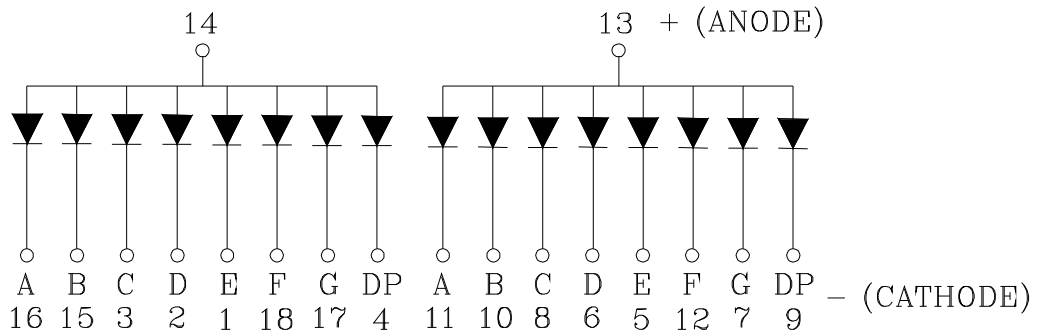 14 13 + (ANODE)
A B C D E F G DP A B C D E F G DP - (CATHODE)
16 15 3 2 1 18 17 4 11 10 8 6 5 12 7 9